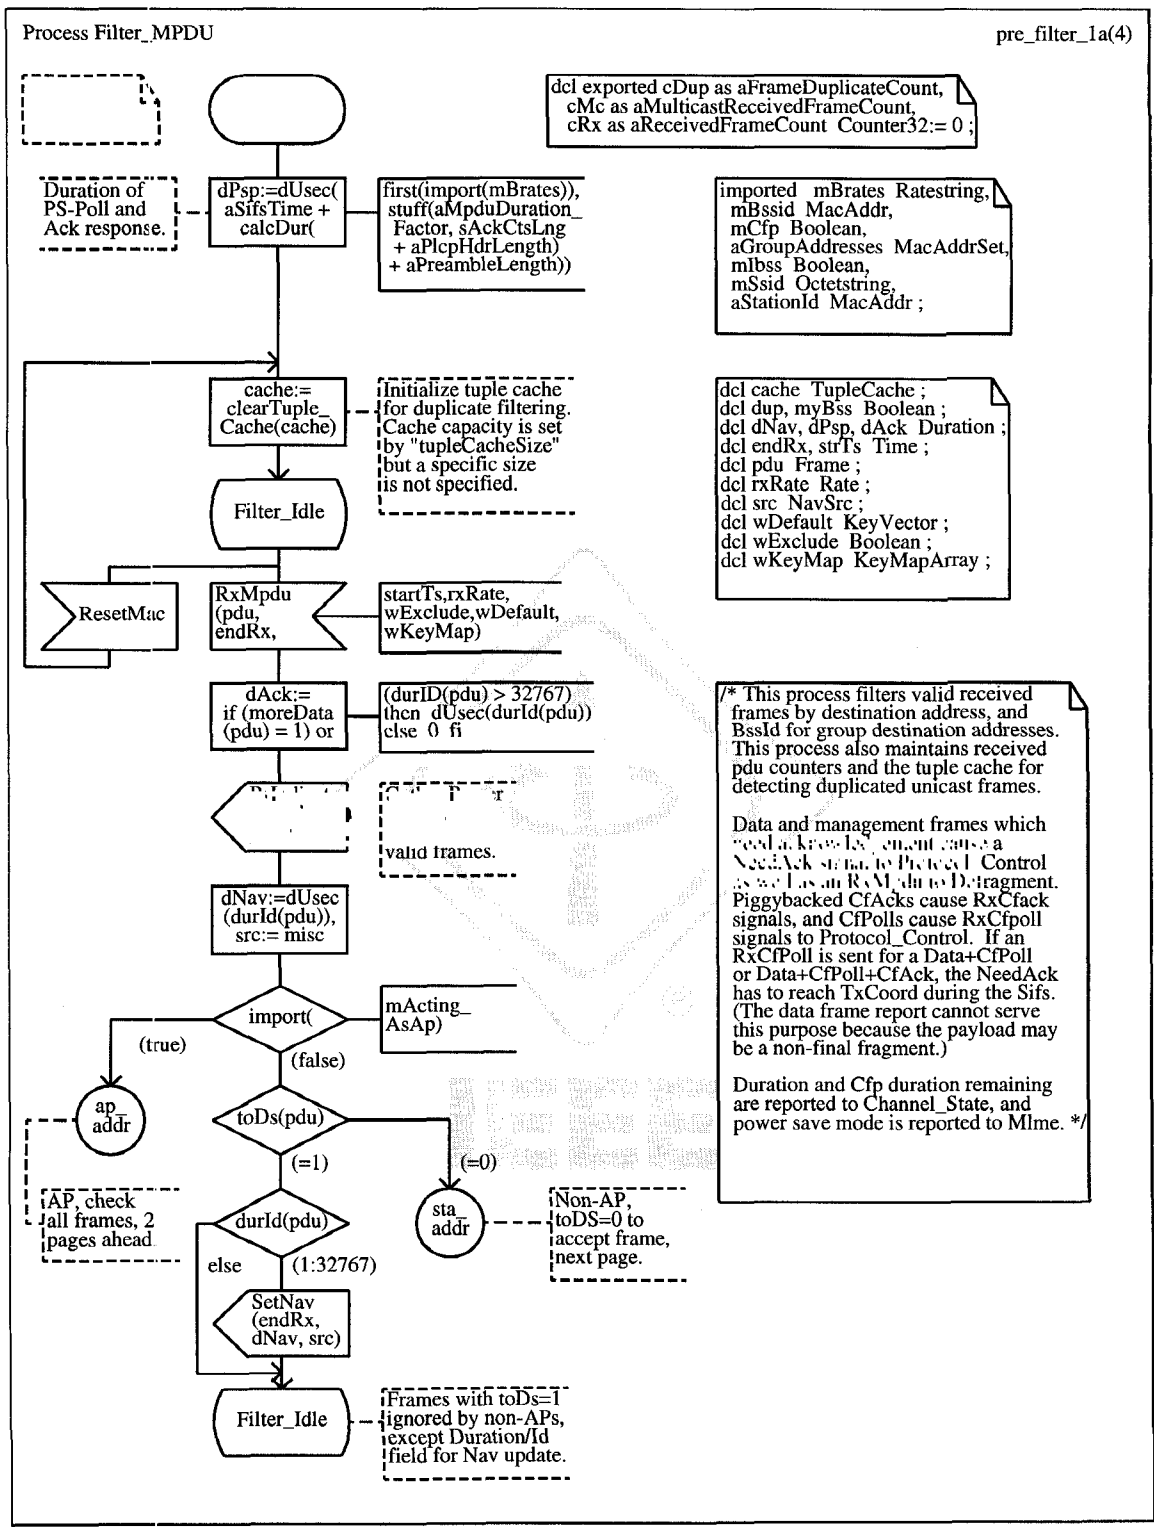 Process Filter_MPDU
pre_filter_1a(4)
dcl exported cDup as aFrameDuplicateCount,
cMc as aMulticastReceivedFrameCount,
cRx as aReceivedFrameCount Counter32:= 0 ;
Duration of
PS-Poll and
Ack response.
dPsp:=dUsec(
aSifsTime +
calcDur(
first(import(mBrates)),
stuff(aMpduDuration_
Factor, sAckCtsLng
+ aPlcpHdrLength)
+ aPreambleLength))
imported mBrates Ratestring,
mBssid MacAddr,
mCfp Boolean,
aGroupAddresses MacAddrSet,
mIbss Boolean,
mSsid Octetstring,
aStationId MacAddr ;
cache:=
clearTuple_
Cache(cache)
Initialize tuple cache
for duplicate filtering.
Cache capacity is set
by "tupleCacheSize"
but a specific size
is not specified.
dcl cache TupleCache ;
dcl dup, myBss Boolean ;
dcl dNav, dPsp, dAck Duration ;
dcl endRx, strTs Time ;
dcl pdu Frame ;
dcl rxRate Rate ;
dcl src NavSrc ;
dcl wDefault KeyVector ;
dcl wExclude Boolean ;
dcl wKeyMap KeyMapArray ;
Filter_Idle
ResetMac
RxMpdu
(pdu,
endRx,
startTs,rxRate,
wExclude,wDefault,
wKeyMap)
dAck:=
if (moreData
(pdu) = 1) or
(durID(pdu) > 32767)
then dUsec(durId(pdu))
else 0 fi
valid frames.
/* This process filters valid received
frames by destination address, and
BssId for group destination addresses.
This process also maintains received
pdu counters and the tuple cache for
detecting duplicated unicast frames.
Data and management frames which
a
Control
Piggybacked CfAcks cause RxCfack
signals, and CfPolls cause RxCfpoll
signals to Protocol_Control. If an
RxCfPoll is sent for a Data+CfPoll
or Data+CfPoll+CfAck, the NeedAck
has to reach TxCoord during the Sifs.
(The data frame report cannot serve
this purpose because the payload may
be a non-final fragment.)
Duration and Cfp duration remaining
are reported to Channel_State, and
power save mode is reported to Mlme. */
dNav:=dUsec
(durId(pdu)),
src:= misc
import(
mActing_
AsAp)
(true)
(false)
ap_
addr
toDs(pdu)
(=1)
(=0)
AP, check
all frames, 2
pages ahead
durId(pdu)
sta_
addr
Non-AP,
toDS=0 to
accept frame,
next page.
else
(1:32767)
SetNav
(endRx,
dNav, src)
Filter_Idle
Frames with toDs=1
ignored by non-APs,
except Duration/Id
field for Nav update.